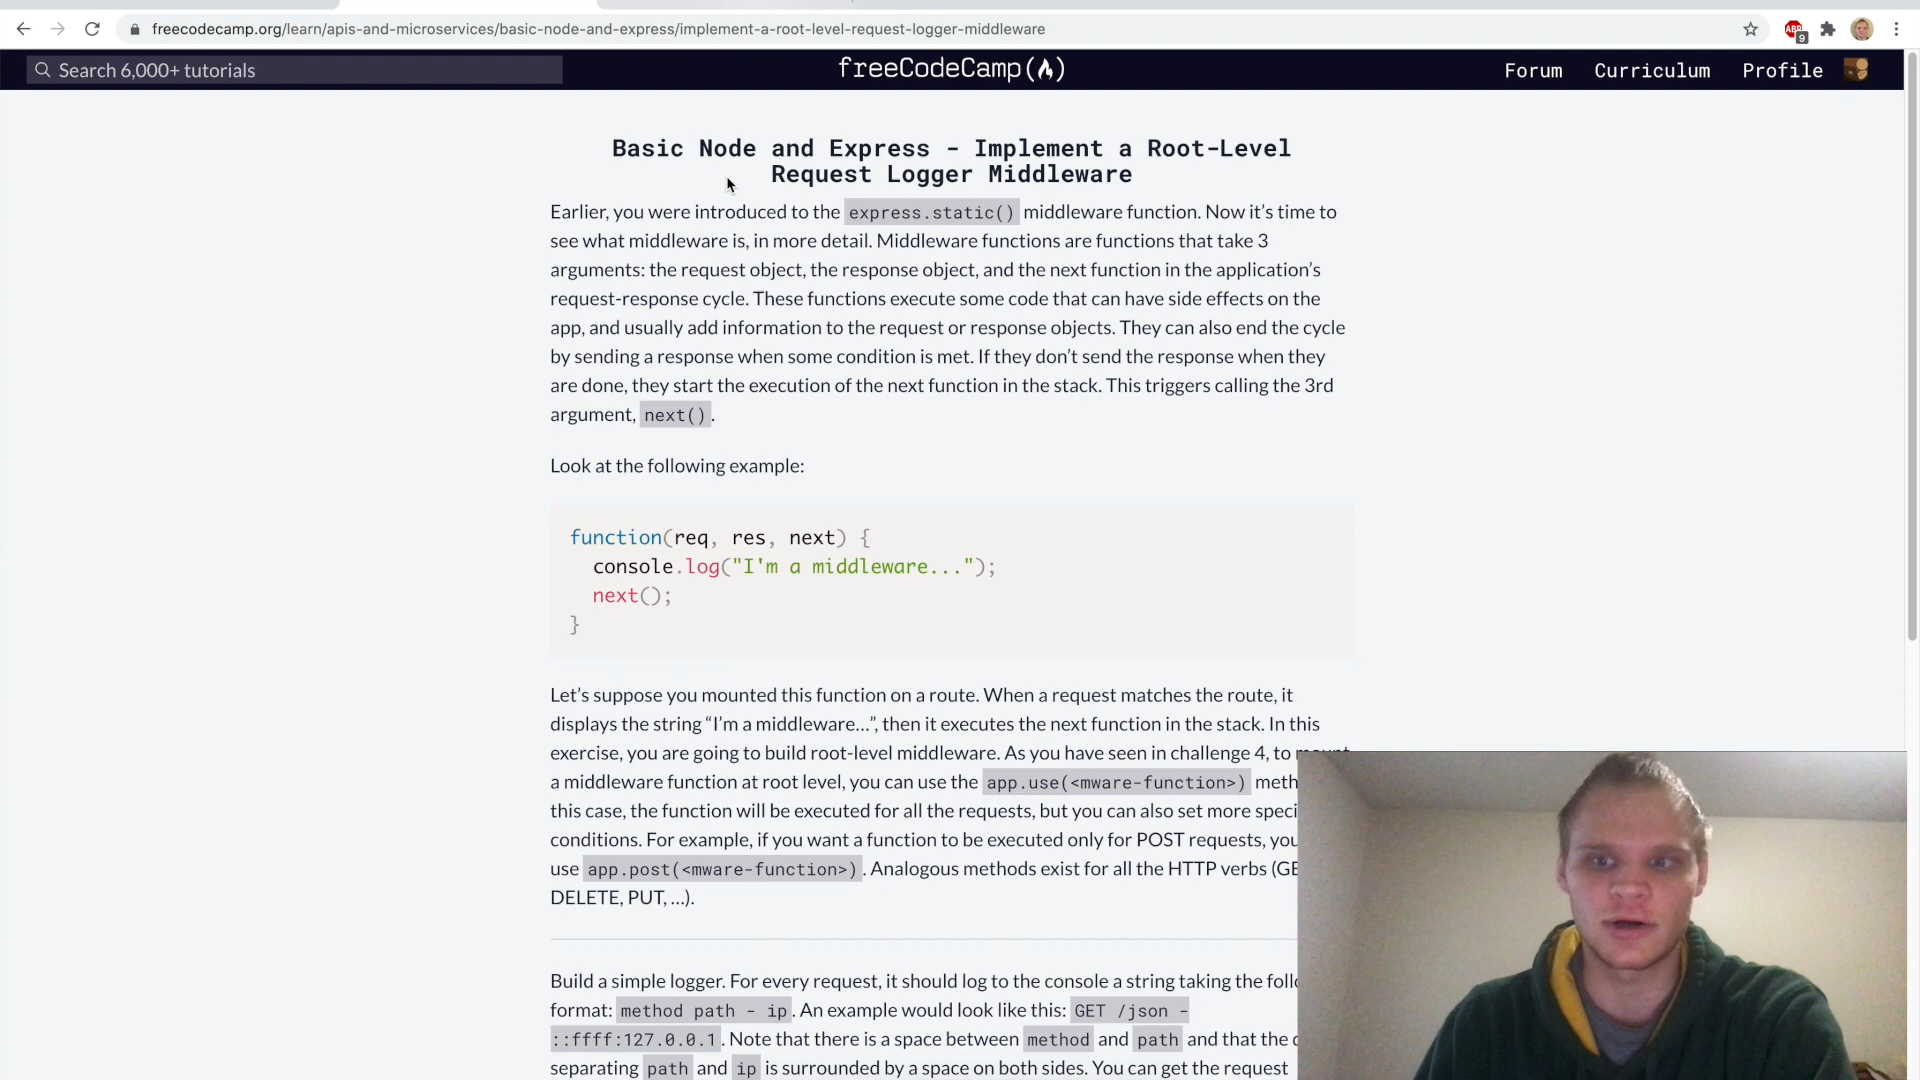 freecodecamp.org/learn/apis-and-microservices/basic-node-and-express/implement-a-root-level-request-logger-middleware
ABP
9
Search 6,000+ tutorials
freeCodeCamp(🔥)
Forum Curriculum Profile
Basic Node and Express - Implement a Root-Level
Request Logger Middleware
Earlier, you were introduced to the express.static() middleware function. Now it’s time to
see what middleware is, in more detail. Middleware functions are functions that take 3
arguments: the request object, the response object, and the next function in the application’s
request-response cycle. These functions execute some code that can have side effects on the
app, and usually add information to the request or response objects. They can also end the cycle
by sending a response when some condition is met. If they don’t send the response when they
are done, they start the execution of the next function in the stack. This triggers calling the 3rd
argument, next().
Look at the following example:
function(req, res, next) {
console.log("I'm a middleware...");
next();
}
Let’s suppose you mounted this function on a route. When a request matches the route, it
displays the string “I’m a middleware…”, then it executes the next function in the stack. In this
exercise, you are going to build root-level middleware. As you have seen in challenge 4, to
a middleware function at root level, you can use the app.use(<mware-function>)
this case, the function will be executed for all the requests, but you can also set more
conditions. For example, if you want a function to be executed only for POST requests,
use app.post(<mware-function>). Analogous methods exist for all the HTTP verbs
DELETE, PUT, …).
Build a simple logger. For every request, it should log to the console a string taking the
format: method path - ip. An example would look like this: GET /json -
::ffff:127.0.0.1. Note that there is a space between method and path and that the
separating path and ip is surrounded by a space on both sides. You can get the request